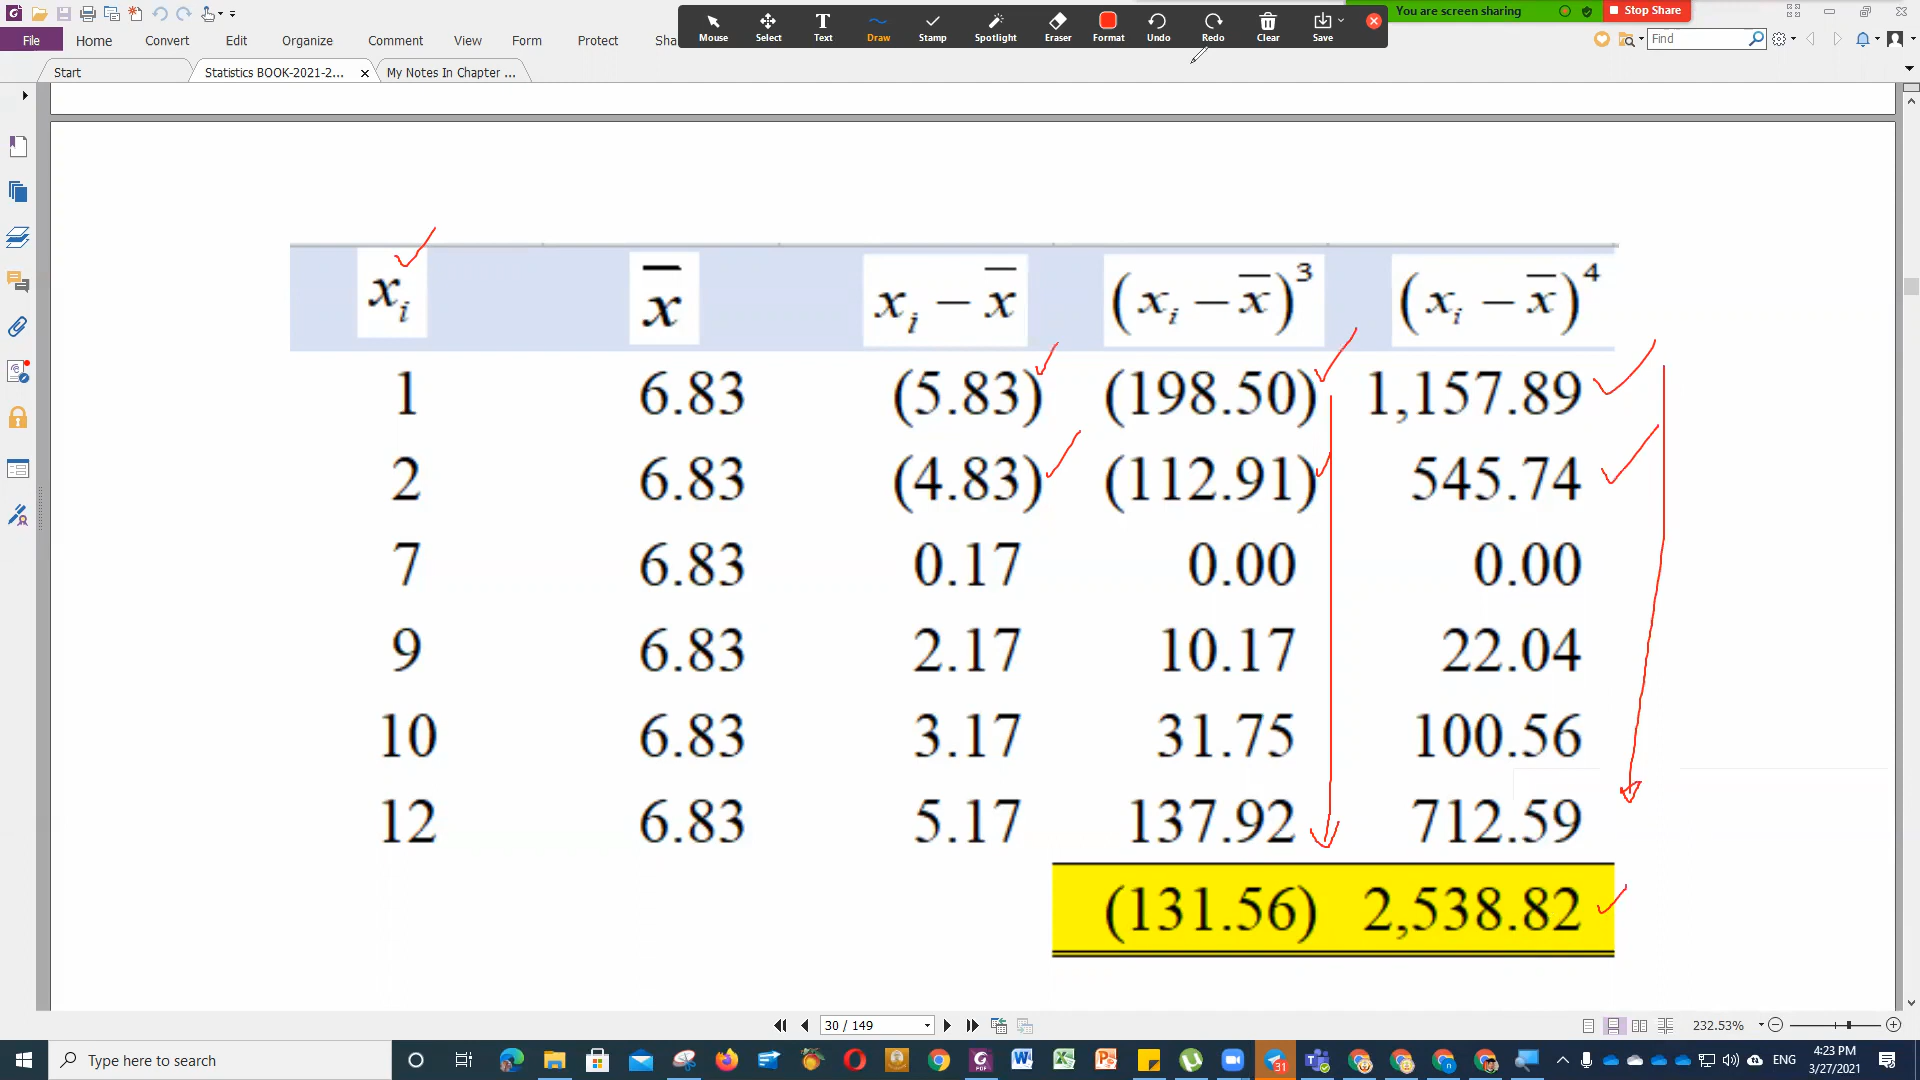 You are screen sharing
Stop Share
Mouse Select Text Draw Stamp Spotlight Eraser Format Undo Redo Clear Save
File Home Convert Edit Organize Comment View Form Protect Sha
Find
Start
Statistics BOOK-2021-2...
My Notes In Chapter ...
xᵢ x̅ xᵢ − x̅ (xᵢ − x̅)³ (xᵢ − x̅)⁴
1 6.83 (5.83) (198.50) 1,157.89
2 6.83 (4.83) (112.91) 545.74
7 6.83 0.17 0.00 0.00
9 6.83 2.17 10.17 22.04
10 6.83 3.17 31.75 100.56
12 6.83 5.17 137.92 712.59
(131.56) 2,538.82
30 / 149
232.53%
Type here to search
31
ENG
4:23 PM
3/27/2021